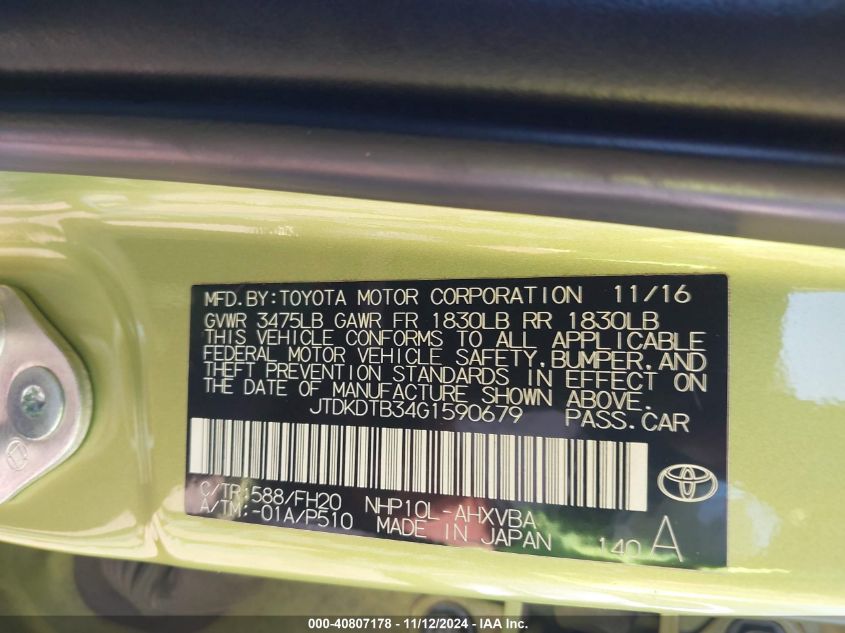 MFD.BY:TOYOTA MOTOR CORPORATION 11/16
GVWR 3475LB GAWR FR 1830LB RR 1830LB
THIS VEHICLE CONFORMS TO ALL APPLICABLE
FEDERAL MOTOR VEHICLE SAFETY, BUMPER, AND
THEFT PREVENTION STANDARDS IN EFFECT ON
THE DATE OF MANUFACTURE SHOWN ABOVE.
JTDKDTB34G1590679 PASS.CAR
C/TR:588/FH20 NHP10L-AHXVBA
A/TM:-01A/P510 MADE IN JAPAN 140 A
000-40807178 - 11/12/2024 - IAA Inc.